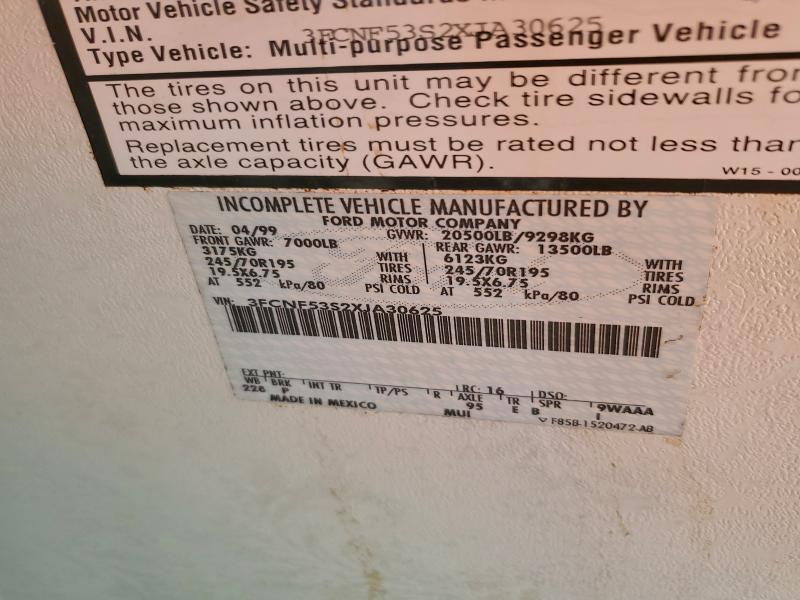 Motor Vehicle Safety Standards
V.I.N. 3FCNF53S2XJA30625
Type Vehicle: Multi-purpose Passenger Vehicle
The tires on this unit may be different from
those shown above. Check tire sidewalls fo
maximum inflation pressures.
Replacement tires must be rated not less than
the axle capacity (GAWR).
W15 - 00
INCOMPLETE VEHICLE MANUFACTURED BY
FORD MOTOR COMPANY
DATE: 04/99 GVWR: 20500LB/9298KG
FRONT GAWR: 7000LB REAR GAWR: 13500LB
3175KG WITH 6123KG WITH
245/70R195 TIRES 245/70R195 TIRES
19.5X6.75 RIMS 19.5X6.75 RIMS
AT 552 kPa/80 PSI COLD AT 552 kPa/80 PSI COLD
VIN: 3FCNF53S2XJA30625
EXT PNT: LRC: 16 DSO:
WB BRK INT TR TP/PS R AXLE TR SPR 9WAAA
228 P 95 E B I
MADE IN MEXICO MUI
F85B-1520472-AB